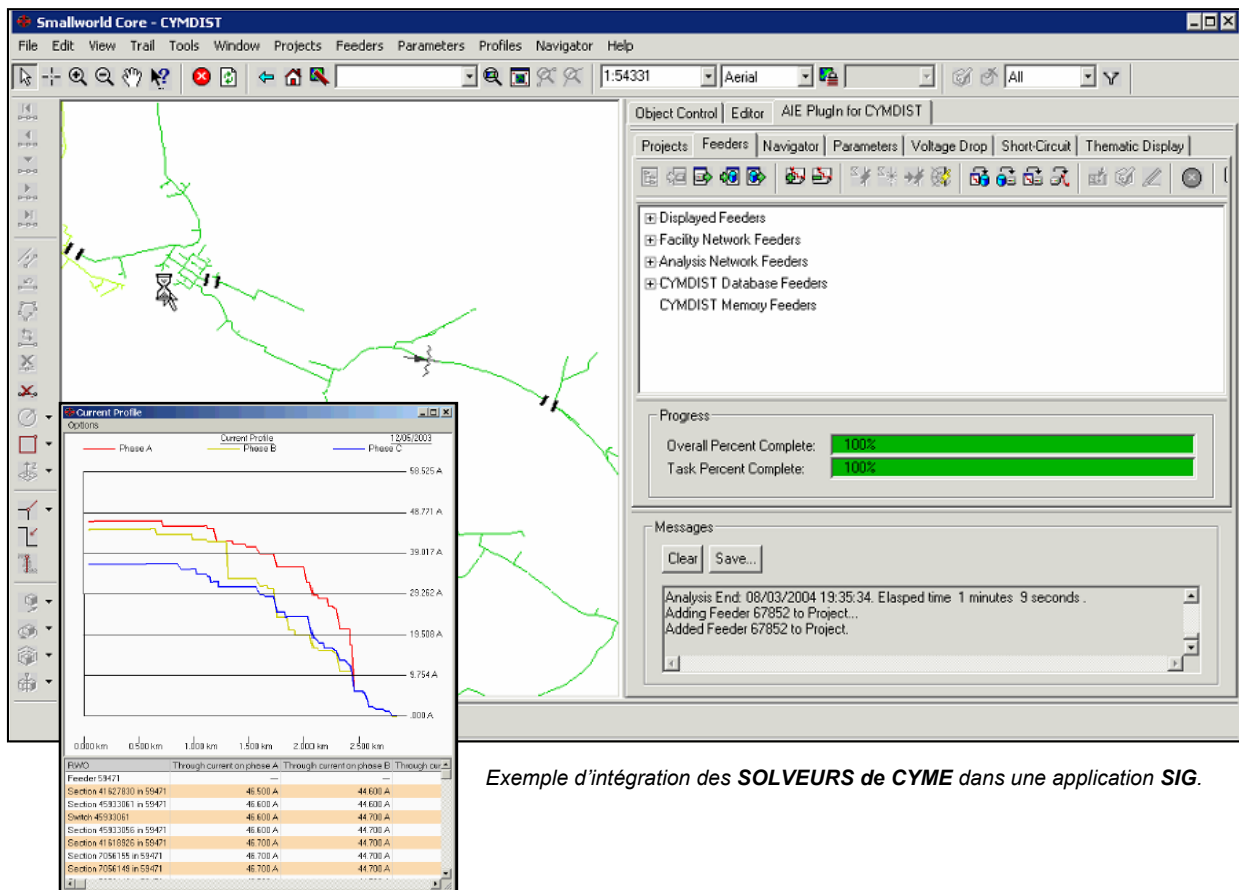 Smallworld Core - CYMDIST
File Edit View Trail Tools Window Projects Feeders Parameters Profiles Navigator Help
1:54331 Aerial All
Object Control Editor AIE PlugIn for CYMDIST
Projects Feeders Navigator Parameters Voltage Drop Short-Circuit Thematic Display
Displayed Feeders
Facility Network Feeders
Analysis Network Feeders
CYMDIST Database Feeders
CYMDIST Memory Feeders
Progress
Overall Percent Complete: 100%
Task Percent Complete: 100%
Messages
Clear Save...
Analysis End: 08/03/2004 19:35:34. Elasped time 1 minutes 9 seconds .
Adding Feeder 67852 to Project...
Added Feeder 67852 to Project.
Current Profile
Options
Current Profile 12/05/2003
Phase A Phase B Phase C
58.525 A
48.771 A
39.017 A
29.262 A
19.508 A
9.754 A
.000 A
0.000 km 0.500 km 1.000 km 1.500 km 2.000 km 2.500 km
RWO Through current on phase A Through current on phase B Through cur
Feeder 59471 — —
Section 41627830 in 59471 46.500 A 44.600 A
Section 45933061 in 59471 46.600 A 44.600 A
Switch 45933061 46.600 A 44.700 A
Section 45933056 in 59471 46.600 A 44.700 A
Section 41618926 in 59471 46.700 A 44.700 A
Section 7056155 in 59471 46.700 A 44.700 A
Section 7056149 in 59471 46.700 A 44.700 A
Exemple d'intégration des SOLVEURS de CYME dans une application SIG.